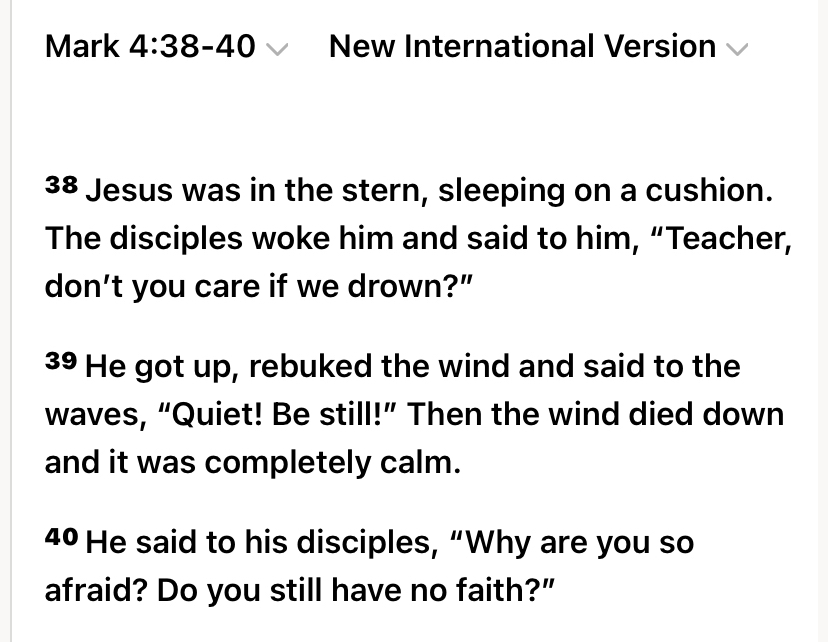 Mark 4:38-40 New International Version
38 Jesus was in the stern, sleeping on a cushion.
The disciples woke him and said to him, “Teacher,
don’t you care if we drown?”
39 He got up, rebuked the wind and said to the
waves, “Quiet! Be still!” Then the wind died down
and it was completely calm.
40 He said to his disciples, “Why are you so
afraid? Do you still have no faith?”